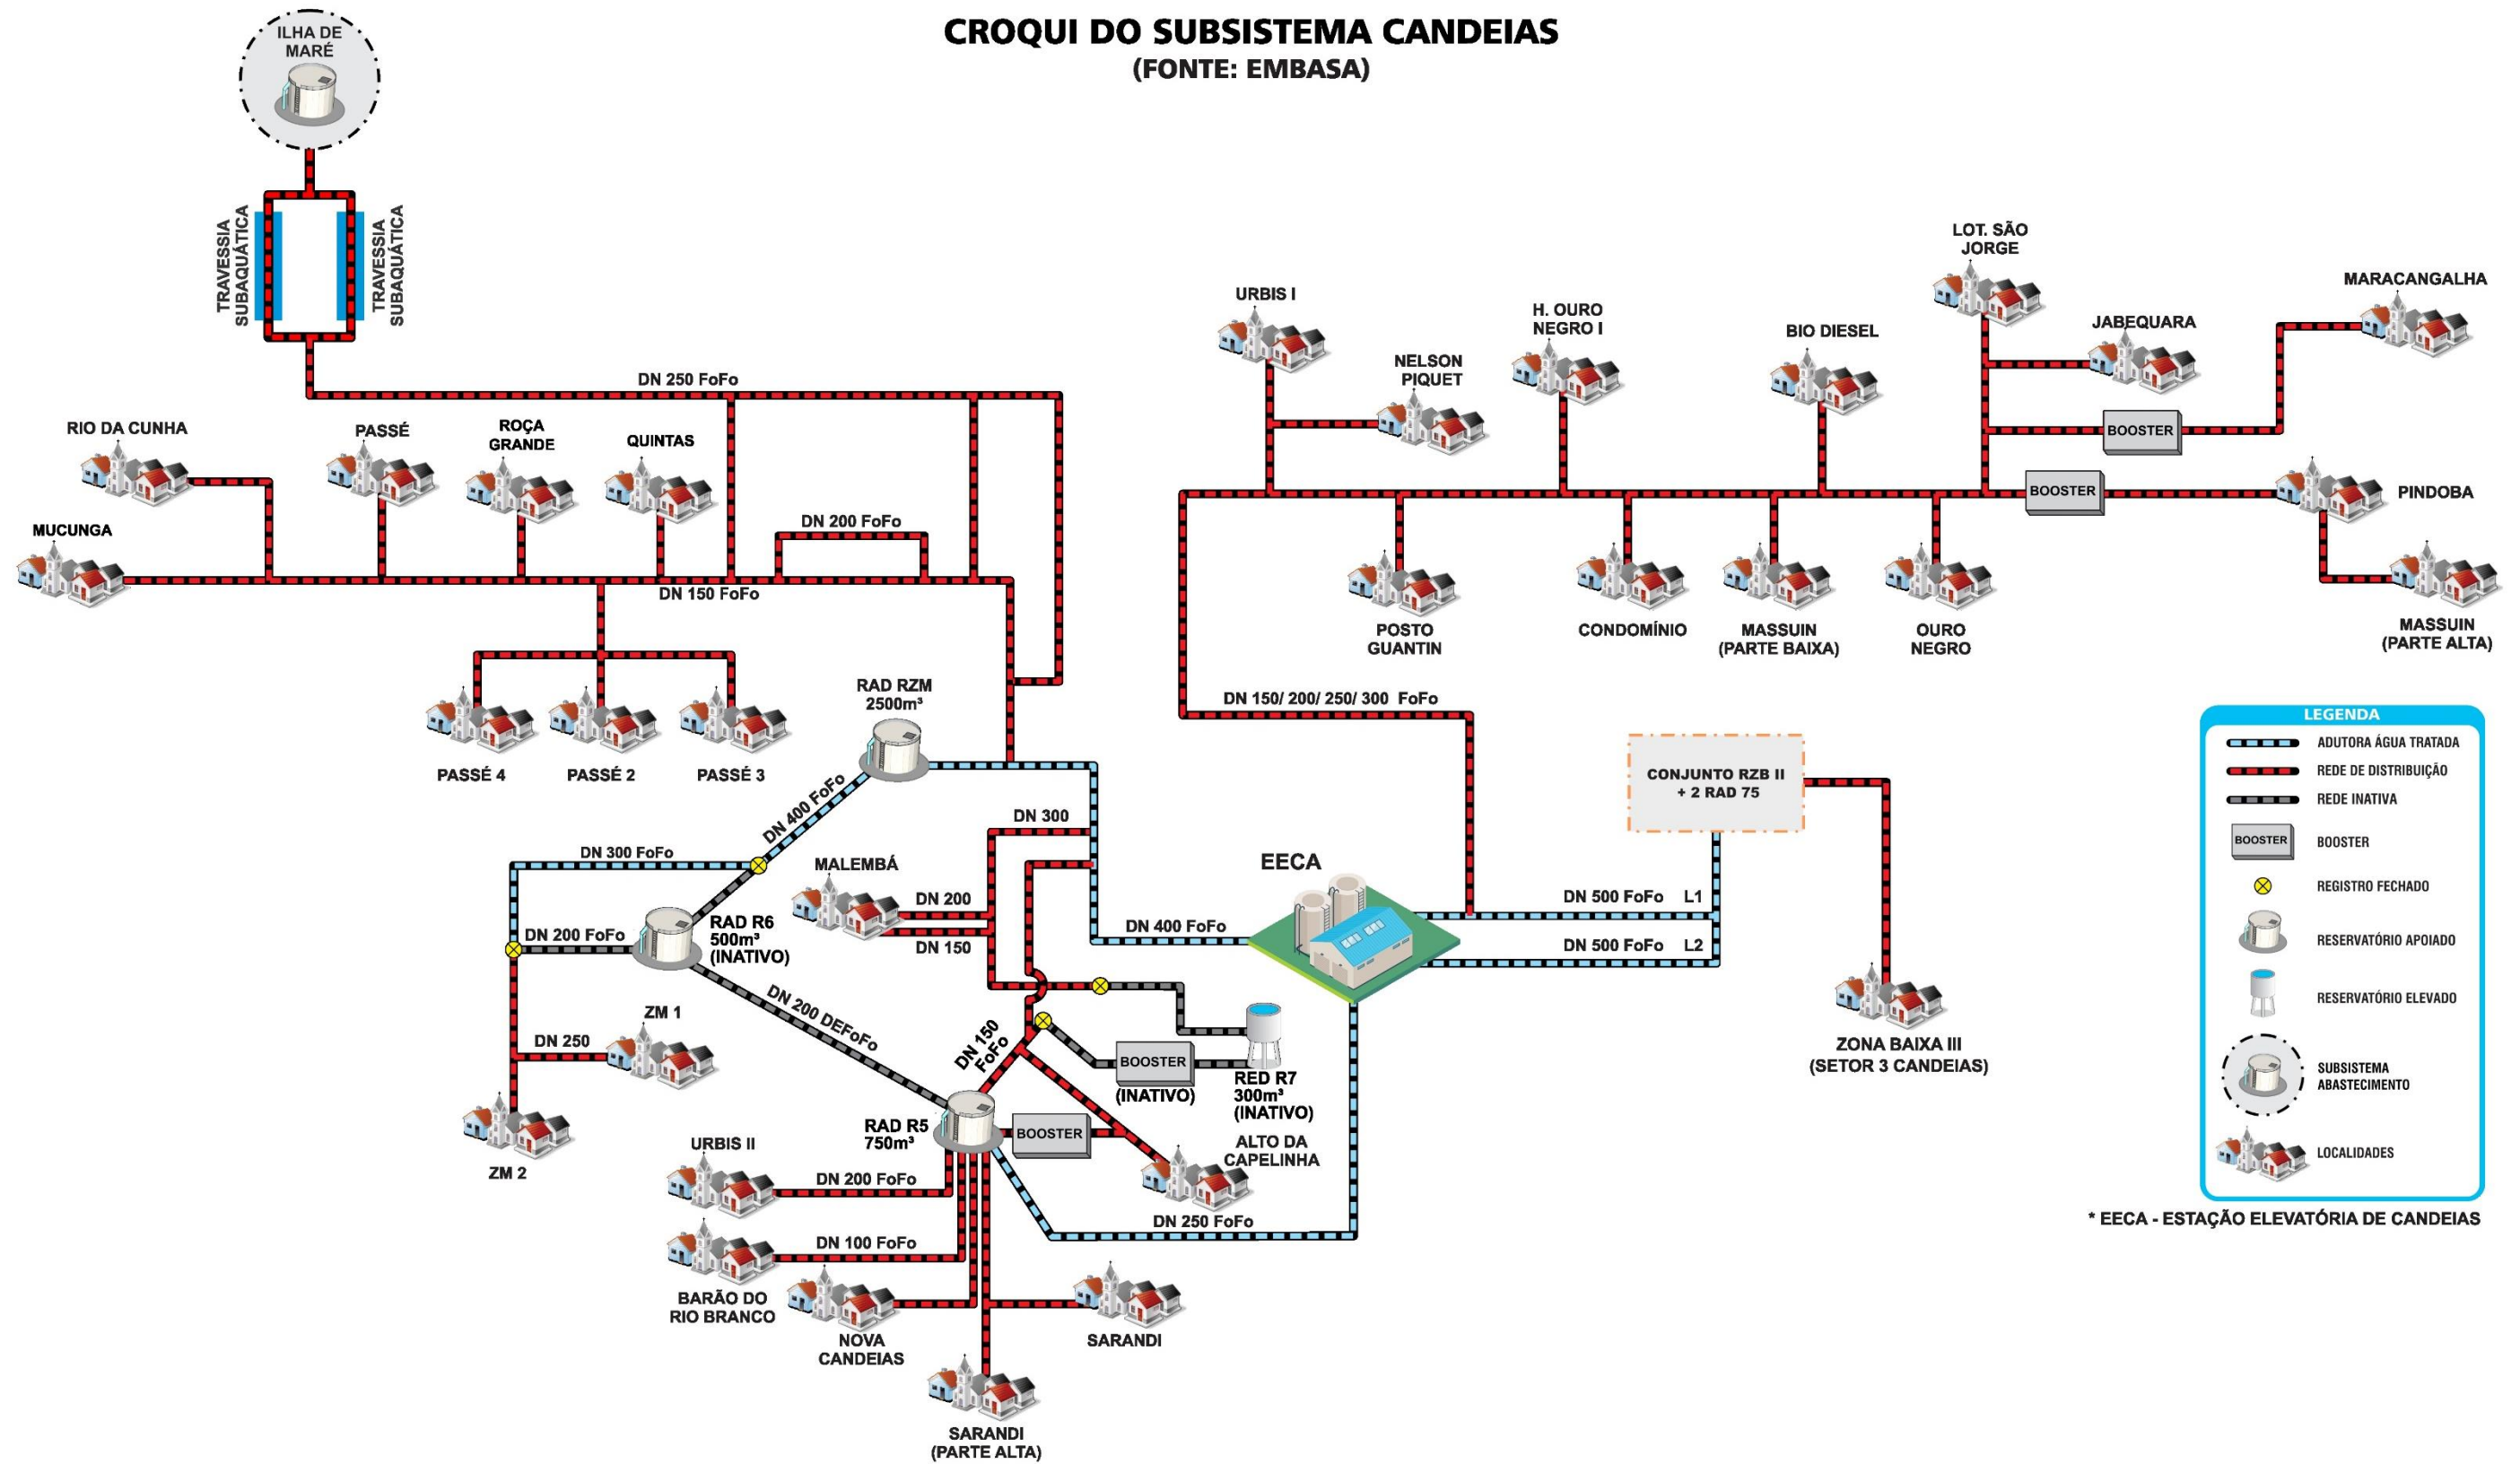 CROQUI DO SUBSISTEMA CANDEIAS
(FONTE: EMBASA)
ILHA DE
MARÉ
TRAVESSIA
SUBAQUÁTICA
TRAVESSIA
SUBAQUÁTICA
DN 250 FoFo
RIO DA CUNHA
PASSÉ
ROÇA
GRANDE
QUINTAS
MUCUNGA
DN 200 FoFo
DN 150 FoFo
PASSÉ 4
PASSÉ 2
PASSÉ 3
URBIS I
NELSON
PIQUET
H. OURO
NEGRO I
BIO DIESEL
LOT. SÃO
JORGE
JABEQUARA
MARACANGALHA
BOOSTER
BOOSTER
PINDOBA
POSTO
GUANTIN
CONDOMÍNIO
MASSUIN
(PARTE BAIXA)
OURO
NEGRO
MASSUIN
(PARTE ALTA)
DN 150/ 200/ 250/ 300 FoFo
RAD RZM
2500m³
DN 400 FoFo
DN 300 FoFo
DN 300
MALEMBÁ
DN 200
DN 150
RAD R6
500m³
(INATIVO)
DN 200 FoFo
DN 200 DEFoFo
ZM 1
DN 250
ZM 2
EECA
DN 400 FoFo
CONJUNTO RZB II
+ 2 RAD 75
DN 500 FoFo L1
DN 500 FoFo L2
ZONA BAIXA III
(SETOR 3 CANDEIAS)
DN 150
FoFo
BOOSTER
(INATIVO)
RED R7
300m³
(INATIVO)
RAD R5
750m³
BOOSTER
ALTO DA
CAPELINHA
URBIS II
DN 200 FoFo
DN 250 FoFo
DN 100 FoFo
BARÃO DO
RIO BRANCO
NOVA
CANDEIAS
SARANDI
SARANDI
(PARTE ALTA)
LEGENDA
ADUTORA ÁGUA TRATADA
REDE DE DISTRIBUIÇÃO
REDE INATIVA
BOOSTER
BOOSTER
REGISTRO FECHADO
RESERVATÓRIO APOIADO
RESERVATÓRIO ELEVADO
SUBSISTEMA
ABASTECIMENTO
LOCALIDADES
* EECA - ESTAÇÃO ELEVATÓRIA DE CANDEIAS